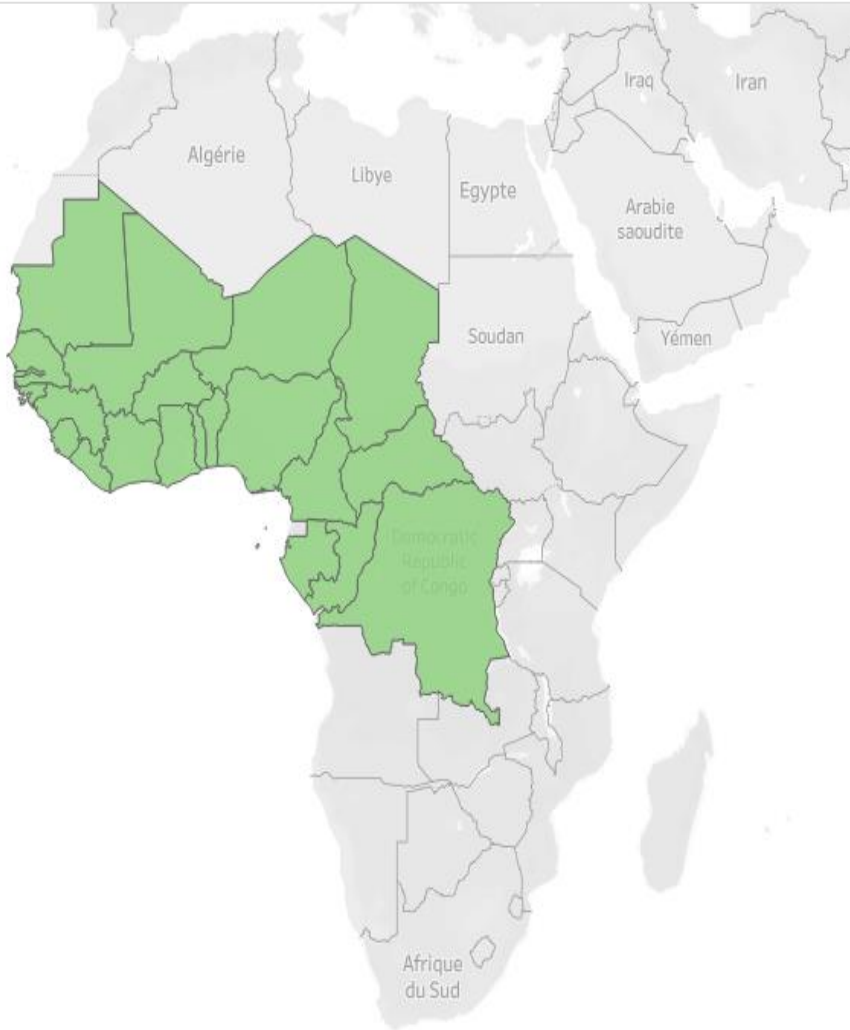 Iraq
Iran
Algérie
Libye
Egypte
Arabie
saoudite
Soudan
Yémen
Democratic
Republic
of Congo
Afrique
du Sud